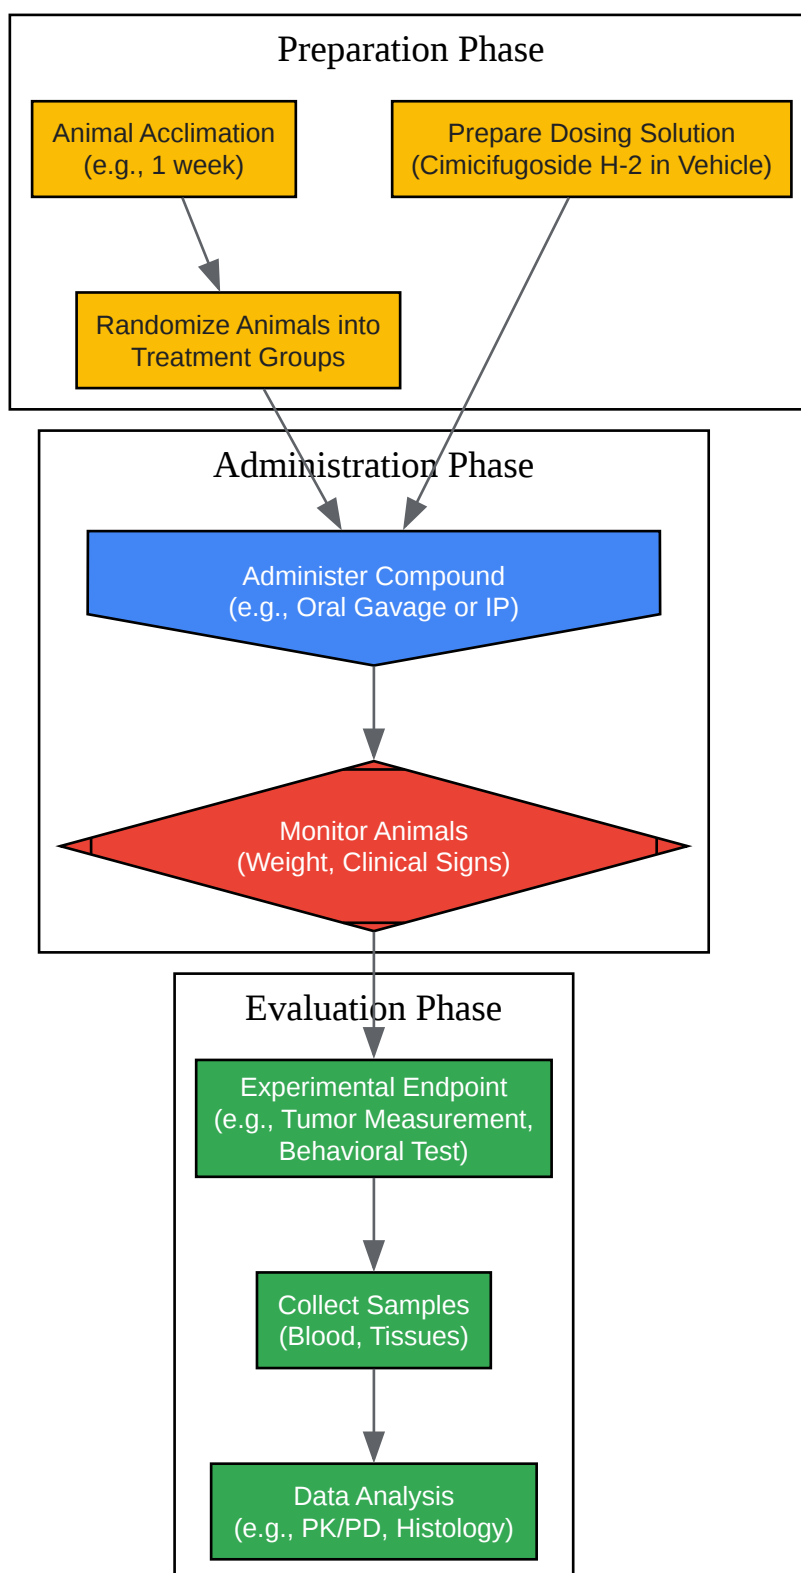 Preparation Phase
Animal Acclimation
(e.g., 1 week)
Prepare Dosing Solution
(Cimicifugoside H-2 in Vehicle)
Randomize Animals into
Treatment Groups
Administration Phase
Administer Compound
(e.g., Oral Gavage or IP)
Monitor Animals
(Weight, Clinical Signs)
Evaluation Phase
Experimental Endpoint
(e.g., Tumor Measurement,
Behavioral Test)
Collect Samples
(Blood, Tissues)
Data Analysis
(e.g., PK/PD, Histology)